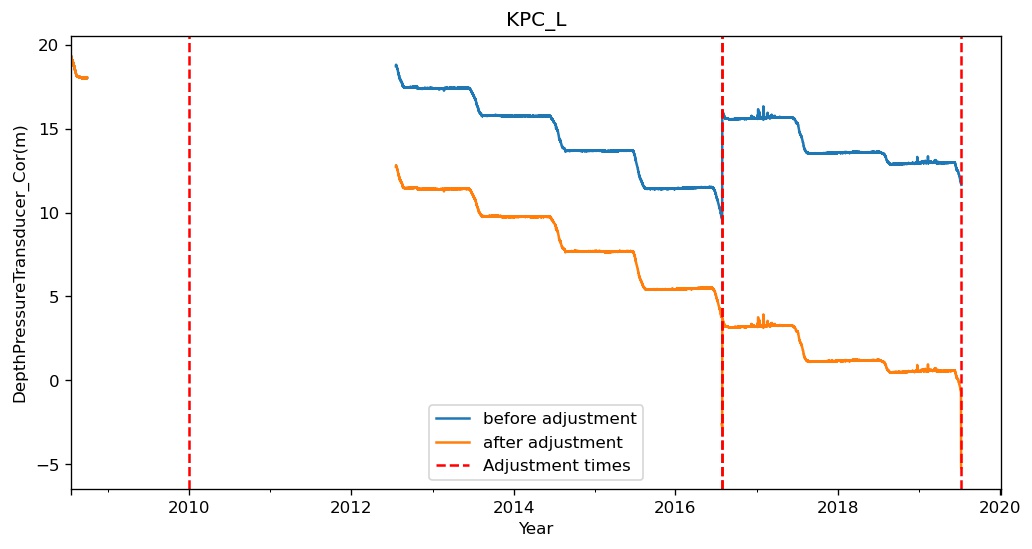 KPC_L
DepthPressureTransducer_Cor(m)
20
15
10
5
0
−5
before adjustment
after adjustment
Adjustment times
2010
2012
2014
2016
2018
2020
Year